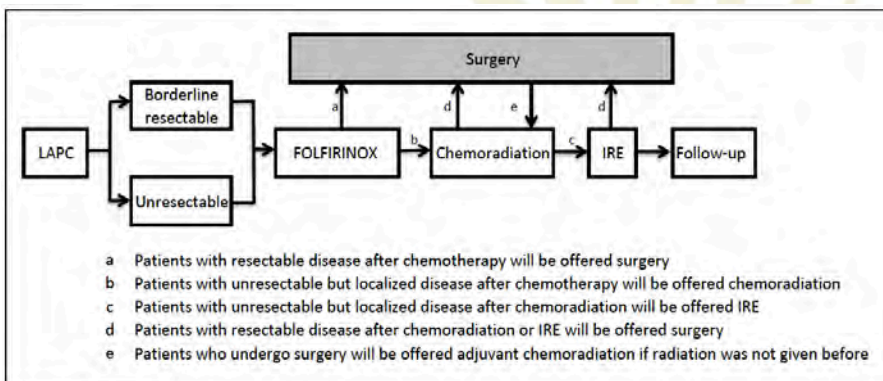 Surgery
Borderline
resectable
a
d
e
d
LAPC
FOLFIRINOX
b
Chemoradiation
c
IRE
Follow-up
Unresectable
a Patients with resectable disease after chemotherapy will be offered surgery
b Patients with unresectable but localized disease after chemotherapy will be offered chemoradiation
c Patients with unresectable but localized disease after chemoradiation will be offered IRE
d Patients with resectable disease after chemoradiation or IRE will be offered surgery
e Patients who undergo surgery will be offered adjuvant chemoradiation if radiation was not given before